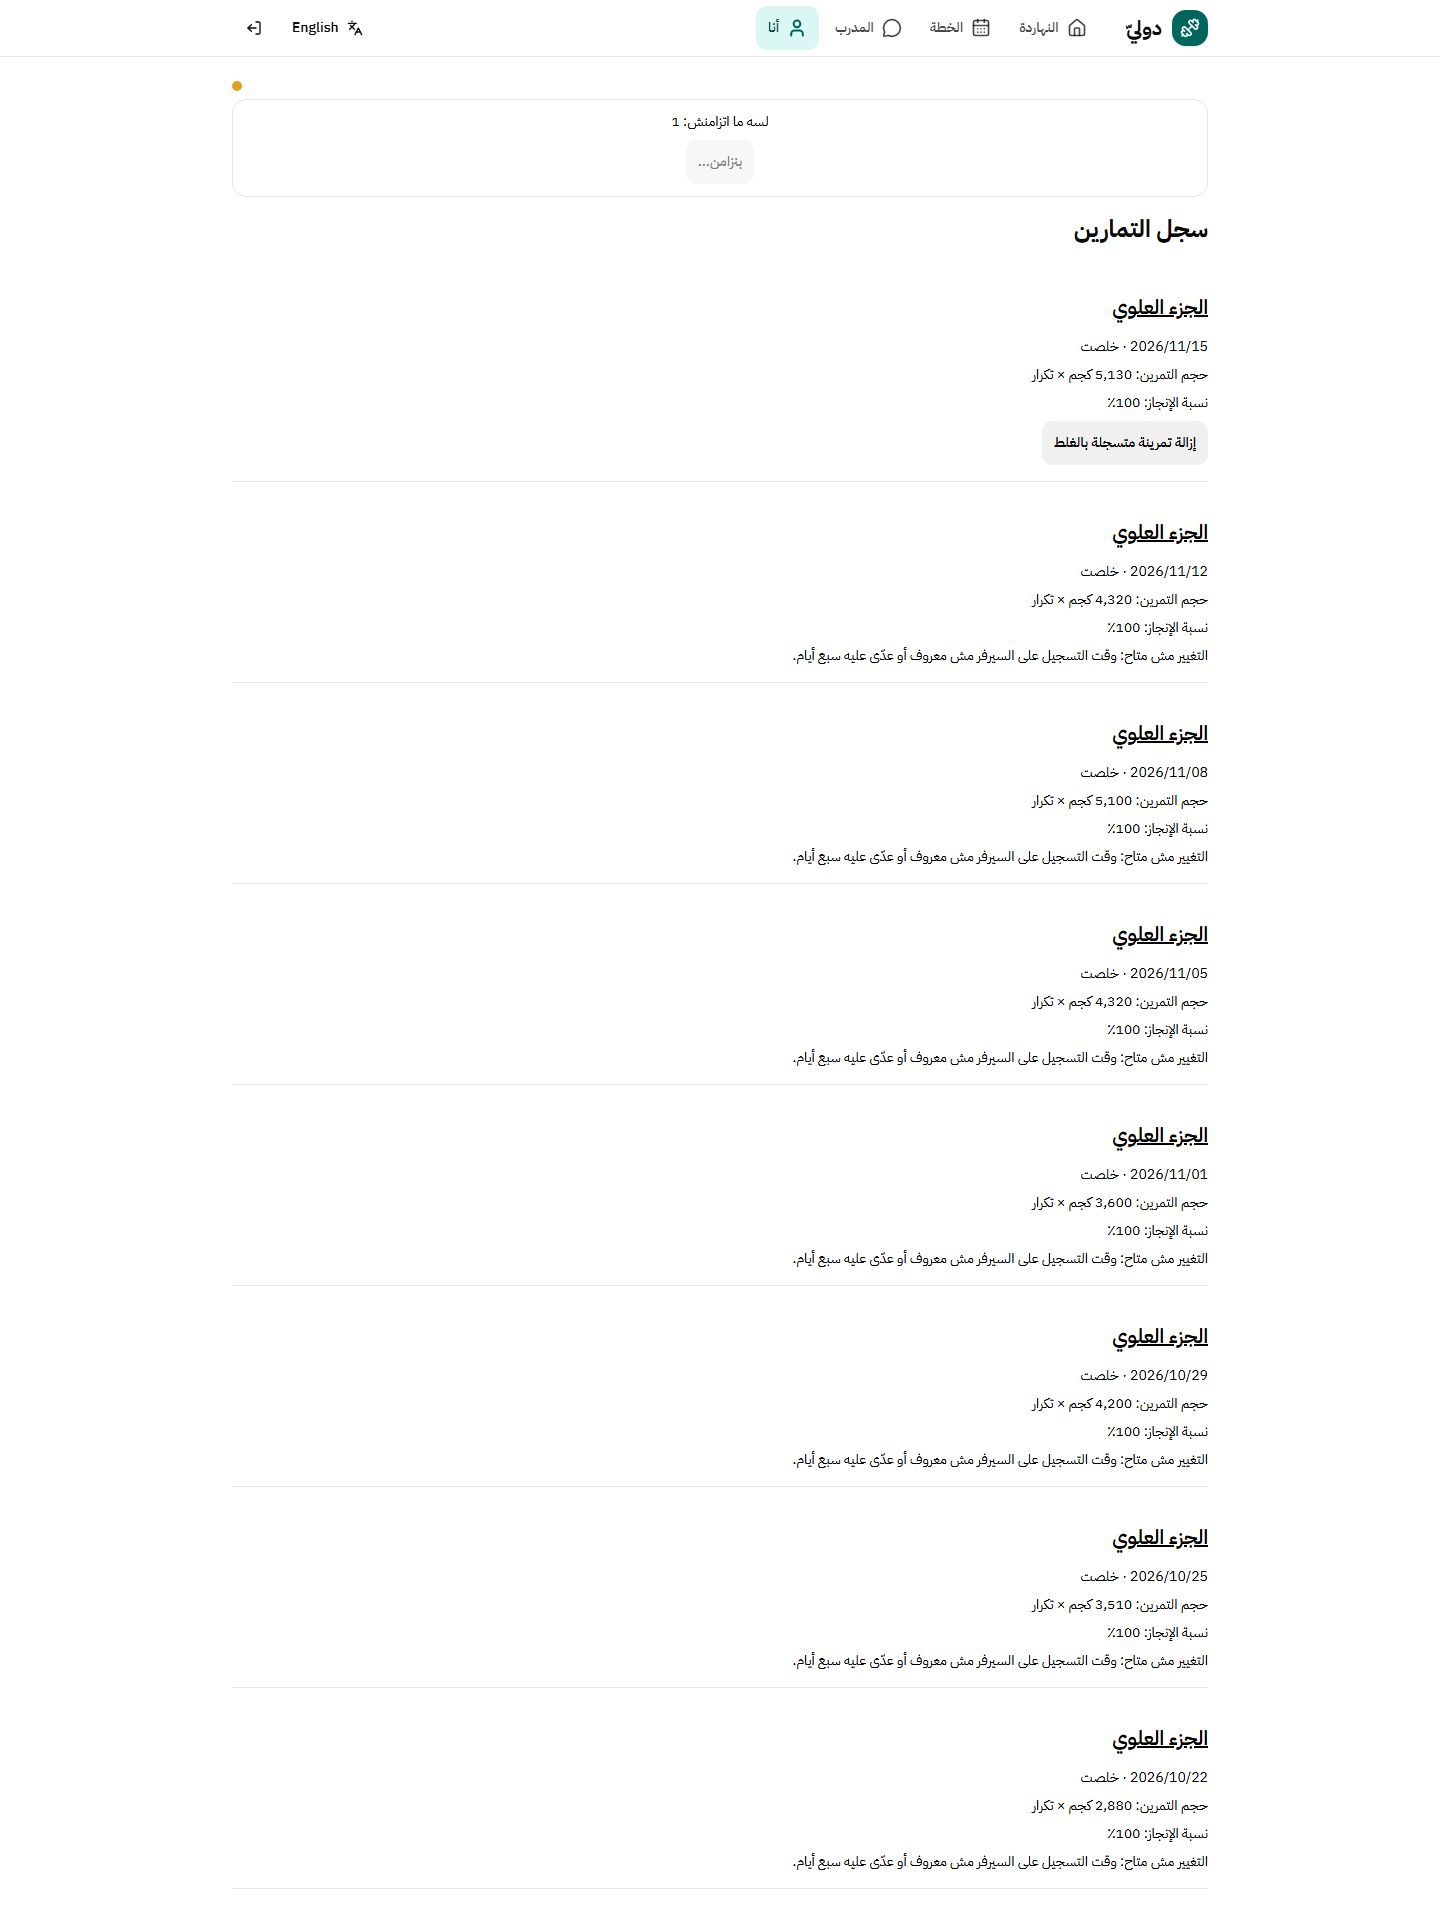 دوليّ
النهاردة
الخطة
المدرب
أنا
English
لسه ما اتزامنش: 1
بنزامن...
سجل التمارين
الجزء العلوي
2026/11/15 · خلصت
حجم التمرين: 5,130 كجم × تكرار
نسبة الإنجاز: 100٪
إزالة تمرينة متسجلة بالغلط
الجزء العلوي
2026/11/12 · خلصت
حجم التمرين: 4,320 كجم × تكرار
نسبة الإنجاز: 100٪
التغيير مش متاح: وقت التسجيل على السيرفر مش معروف أو عدّى عليه سبع أيام.
الجزء العلوي
2026/11/08 · خلصت
حجم التمرين: 5,100 كجم × تكرار
نسبة الإنجاز: 100٪
التغيير مش متاح: وقت التسجيل على السيرفر مش معروف أو عدّى عليه سبع أيام.
الجزء العلوي
2026/11/05 · خلصت
حجم التمرين: 4,320 كجم × تكرار
نسبة الإنجاز: 100٪
التغيير مش متاح: وقت التسجيل على السيرفر مش معروف أو عدّى عليه سبع أيام.
الجزء العلوي
2026/11/01 · خلصت
حجم التمرين: 3,600 كجم × تكرار
نسبة الإنجاز: 100٪
التغيير مش متاح: وقت التسجيل على السيرفر مش معروف أو عدّى عليه سبع أيام.
الجزء العلوي
2026/10/29 · خلصت
حجم التمرين: 4,200 كجم × تكرار
نسبة الإنجاز: 100٪
التغيير مش متاح: وقت التسجيل على السيرفر مش معروف أو عدّى عليه سبع أيام.
الجزء العلوي
2026/10/25 · خلصت
حجم التمرين: 3,510 كجم × تكرار
نسبة الإنجاز: 100٪
التغيير مش متاح: وقت التسجيل على السيرفر مش معروف أو عدّى عليه سبع أيام.
الجزء العلوي
2026/10/22 · خلصت
حجم التمرين: 2,880 كجم × تكرار
نسبة الإنجاز: 100٪
التغيير مش متاح: وقت التسجيل على السيرفر مش معروف أو عدّى عليه سبع أيام.